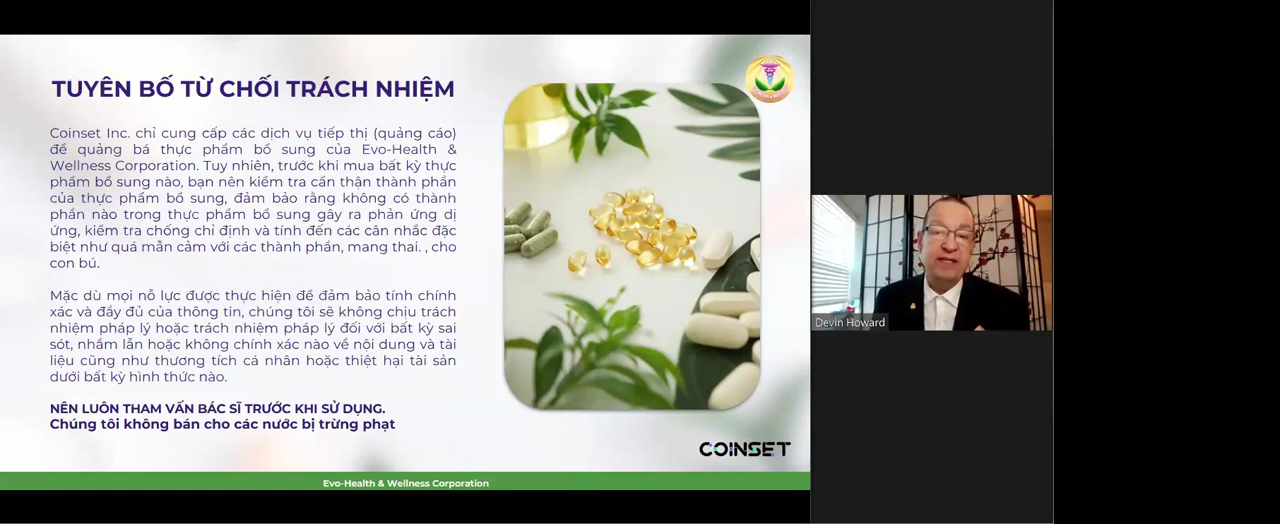 TUYÊN BỐ TỪ CHỐI TRÁCH NHIỆM
Coinset Inc. chỉ cung cấp các dịch vụ tiếp thị (quảng cáo)
để quảng bá thực phẩm bổ sung của Evo-Health &
Wellness Corporation. Tuy nhiên, trước khi mua bất kỳ thực
phẩm bổ sung nào, bạn nên kiểm tra cẩn thận thành phần
của thực phẩm bổ sung, đảm bảo rằng không có thành
phần nào trong thực phẩm bổ sung gây ra phản ứng dị
ứng, kiểm tra chống chỉ định và tính đến các cân nhắc đặc
biệt như quá mẫn cảm với các thành phần, mang thai. , cho
con bú.
Mặc dù mọi nỗ lực được thực hiện để đảm bảo tính chính
xác và đầy đủ của thông tin, chúng tôi sẽ không chịu trách
nhiệm pháp lý hoặc trách nhiệm pháp lý đối với bất kỳ sai
sót, nhầm lẫn hoặc không chính xác nào về nội dung và tài
liệu cũng như thương tích cá nhân hoặc thiệt hại tài sản
dưới bất kỳ hình thức nào.
NÊN LUÔN THAM VẤN BÁC SĨ TRƯỚC KHI SỬ DỤNG.
Chúng tôi không bán cho các nước bị trừng phạt
COINSET
Evo-Health & Wellness Corporation
Devin Howard